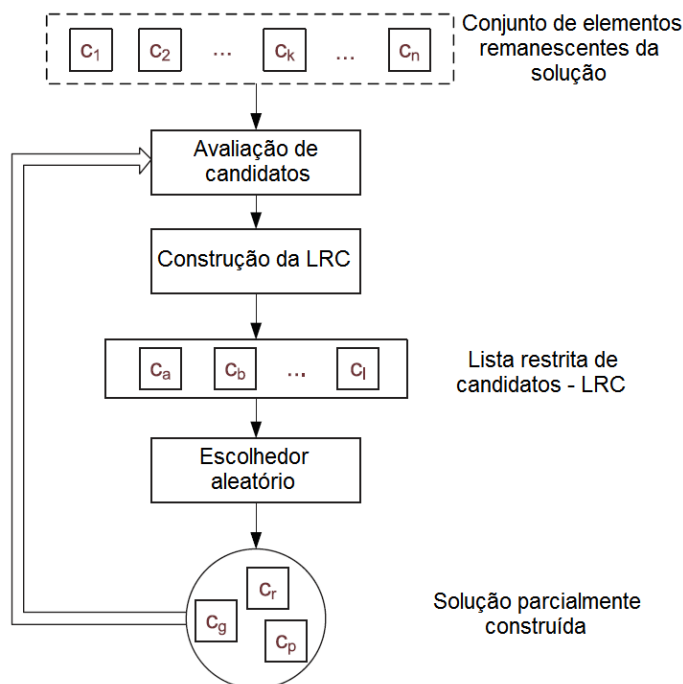 c1 c2 ... ck ... cn
Conjunto de elementos
remanescentes da
solução
Avaliação de
candidatos
Construção da LRC
ca cb ... cl
Lista restrita de
candidatos - LRC
Escolhedor
aleatório
cr
cg
cp
Solução parcialmente
construída